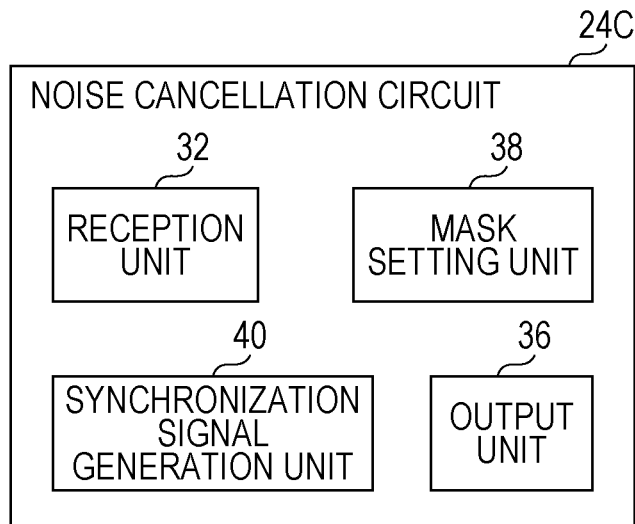 24C
NOISE CANCELLATION CIRCUIT
32
RECEPTION
UNIT
38
MASK
SETTING UNIT
40
SYNCHRONIZATION
SIGNAL
GENERATION UNIT
36
OUTPUT
UNIT